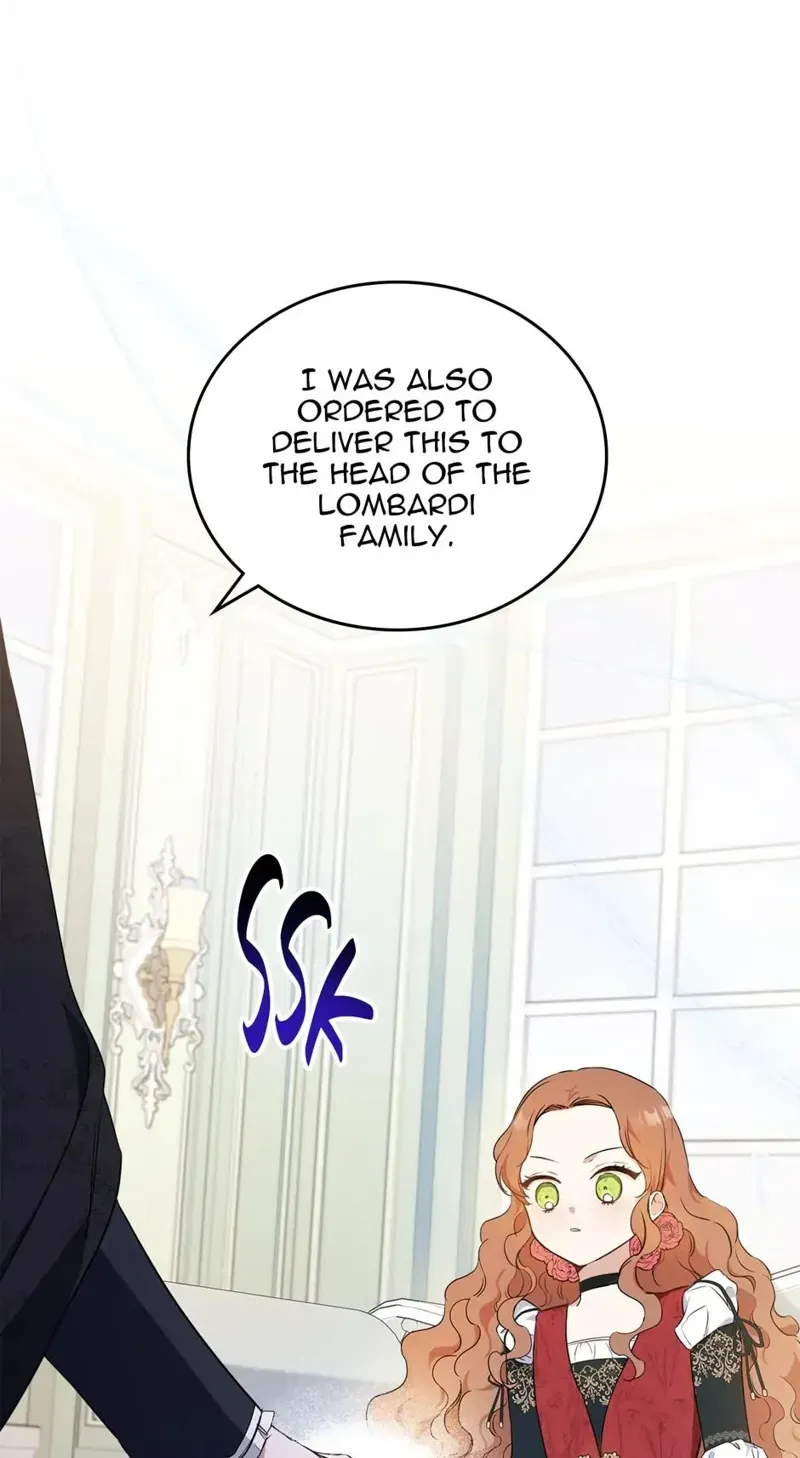 I WAS ALSO
ORDERED TO
DELIVER THIS TO
THE HEAD OF THE
LOMBARDI
FAMILY.
SSK